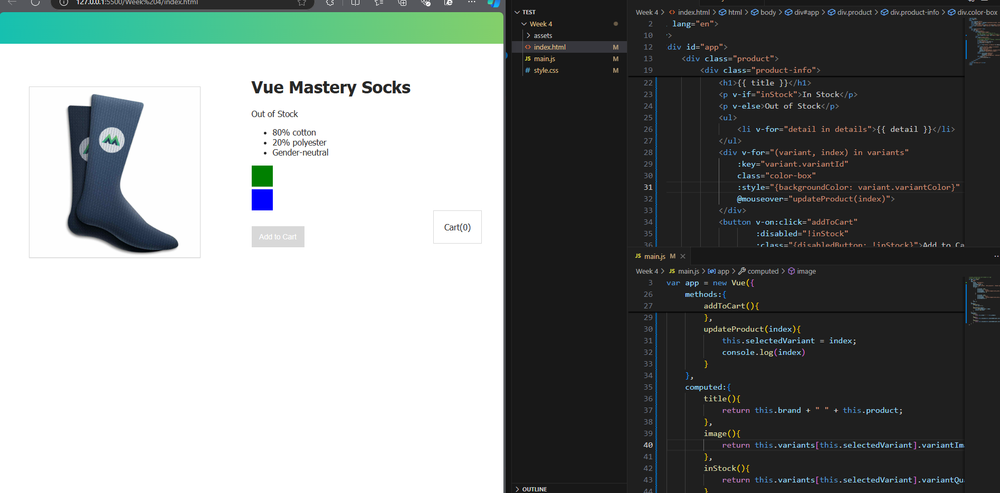 127.0.0.1:5500/Week%204/index.html
Vue Mastery Socks
Out of Stock
80% cotton
20% polyester
Gender-neutral
Add to Cart
Cart(0)
TEST
Week 4
assets
index.html M
JS main.js M
# style.css M
OUTLINE
Week 4 > index.html > html > body > div#app > div.product > div.product-info > div.color-box
2 lang="en">
10 >
12 div id="app">
13 <div class="product">
19 <div class="product-info">
22 <h1>{{ title }}</h1>
23 <p v-if="inStock">In Stock</p>
24 <p v-else>Out of Stock</p>
25 <ul>
26 <li v-for="detail in details">{{ detail }}</li>
27 </ul>
28 <div v-for="(variant, index) in variants"
29 :key="variant.variantId"
30 class="color-box"
31 :style="{backgroundColor: variant.variantColor}"
32 @mouseover="updateProduct(index)">
33 </div>
34 <button v-on:click="addToCart"
35 :disabled="!inStock"
36 :class="{disabledButton: !inStock}">Add to Ca
JS main.js M
Week 4 > JS main.js > app > computed > image
3 var app = new Vue({
26 methods:{
27 addToCart(){
29 },
30 updateProduct(index){
31 this.selectedVariant = index;
32 console.log(index)
33 }
34 },
35 computed:{
36 title(){
37 return this.brand + " " + this.product;
38 },
39 image(){
40 return this.variants[this.selectedVariant].variantIm
41 },
42 inStock(){
43 return this.variants[this.selectedVariant].variantQu
44 }